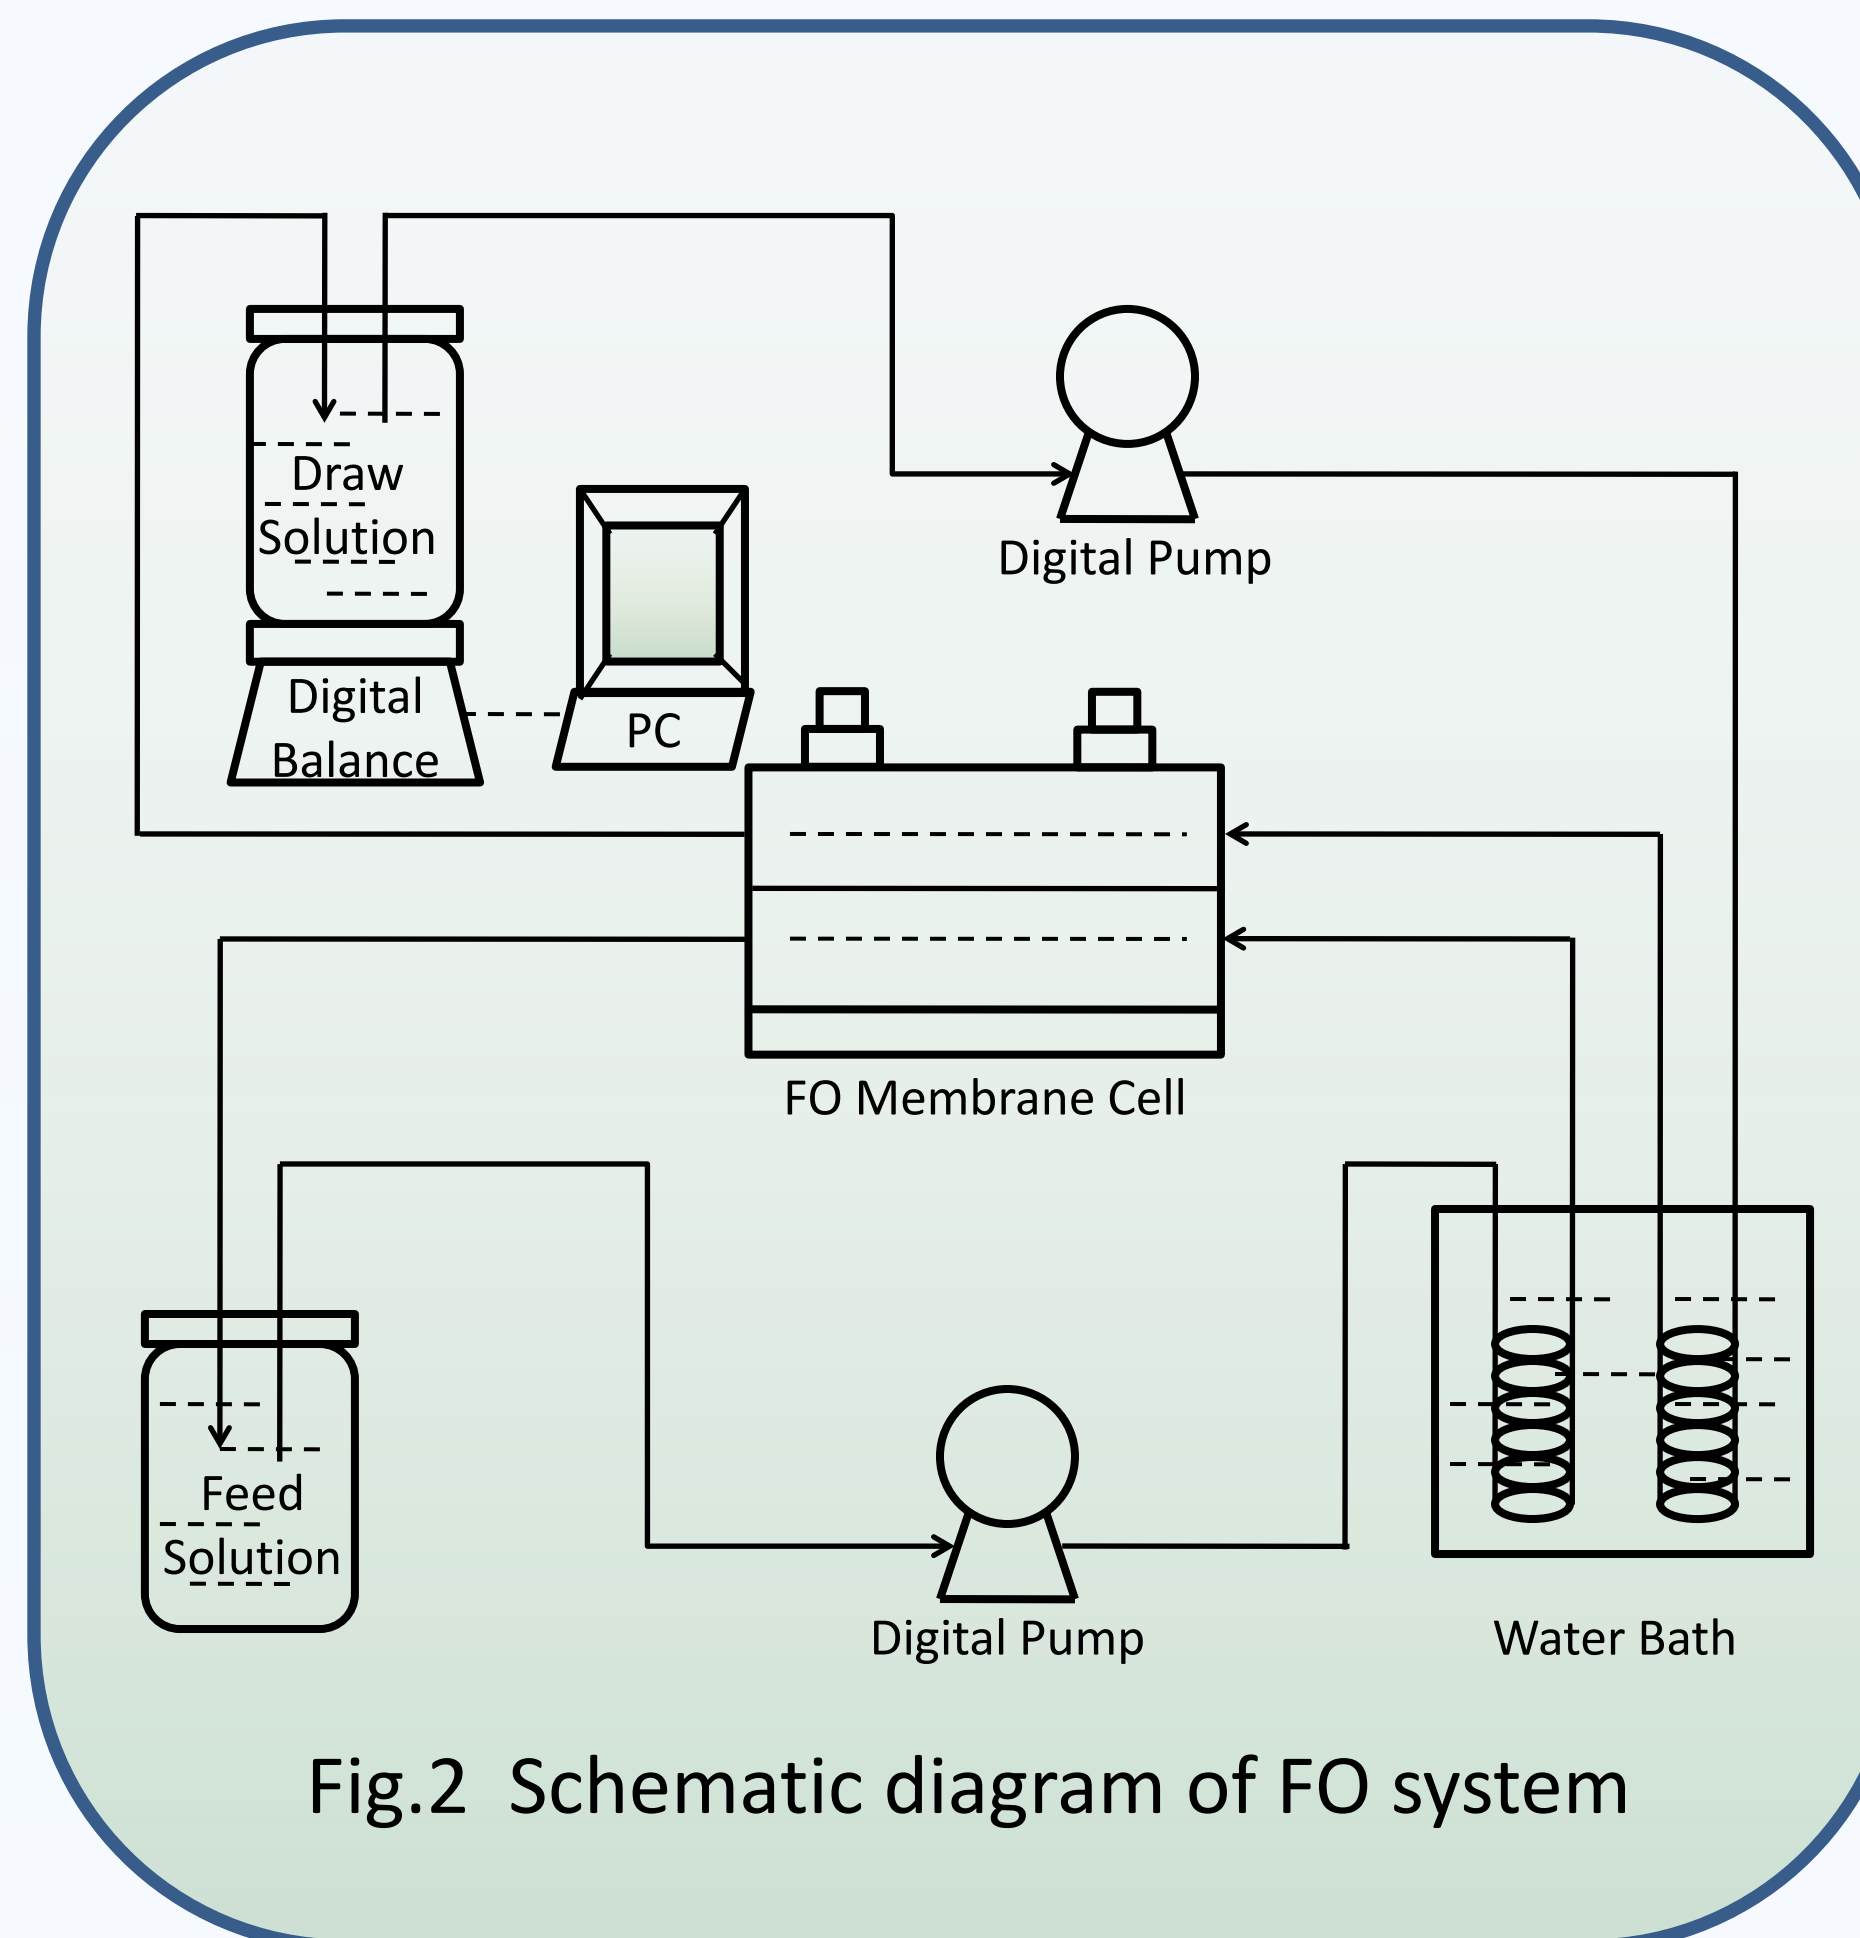 Draw
Solution
Digital
Balance
PC
Digital Pump
FO Membrane Cell
Feed
Solution
Digital Pump
Water Bath
Fig.2  Schematic diagram of FO system